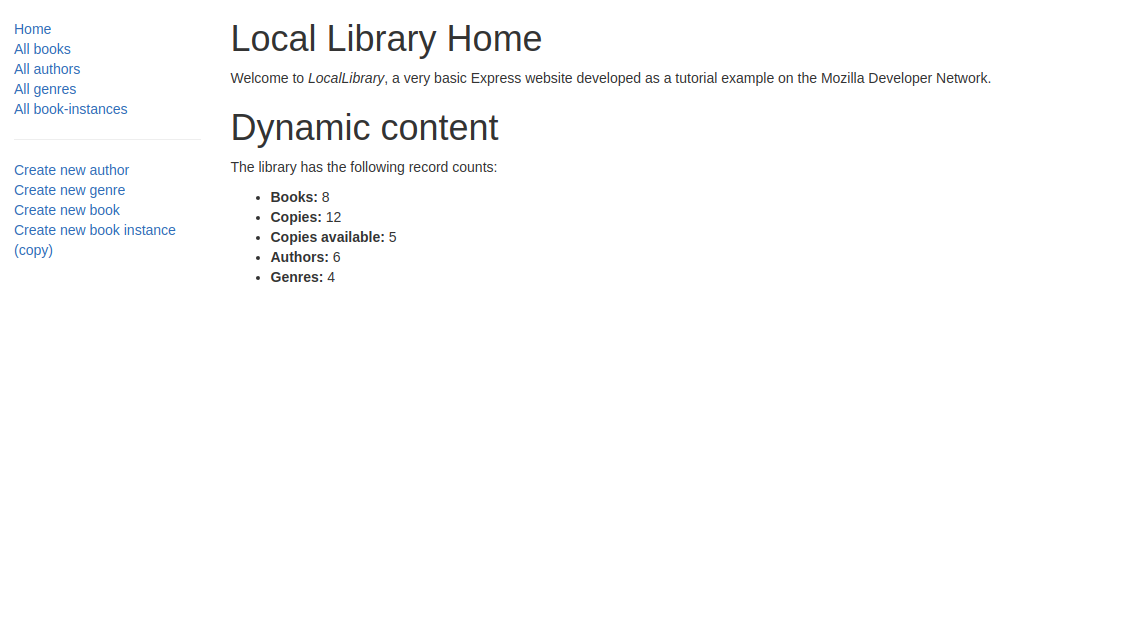 Home
All books
All authors
All genres
All book-instances
Create new author
Create new genre
Create new book
Create new book instance
(copy)
Local Library Home
Welcome to LocalLibrary, a very basic Express website developed as a tutorial example on the Mozilla Developer Network.
Dynamic content
The library has the following record counts:
Books: 8
Copies: 12
Copies available: 5
Authors: 6
Genres: 4